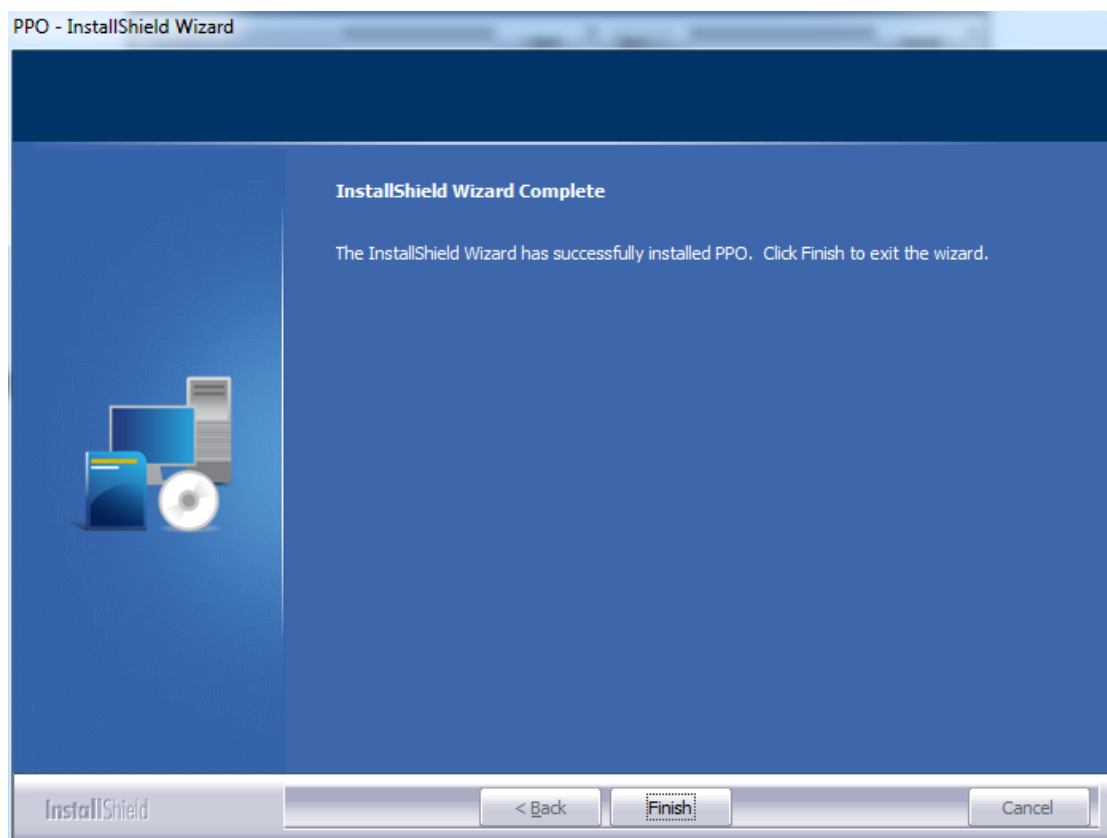 PPO - InstallShield Wizard
InstallShield Wizard Complete
The InstallShield Wizard has successfully installed PPO.  Click Finish to exit the wizard.
InstallShield
< Back
Finish
Cancel